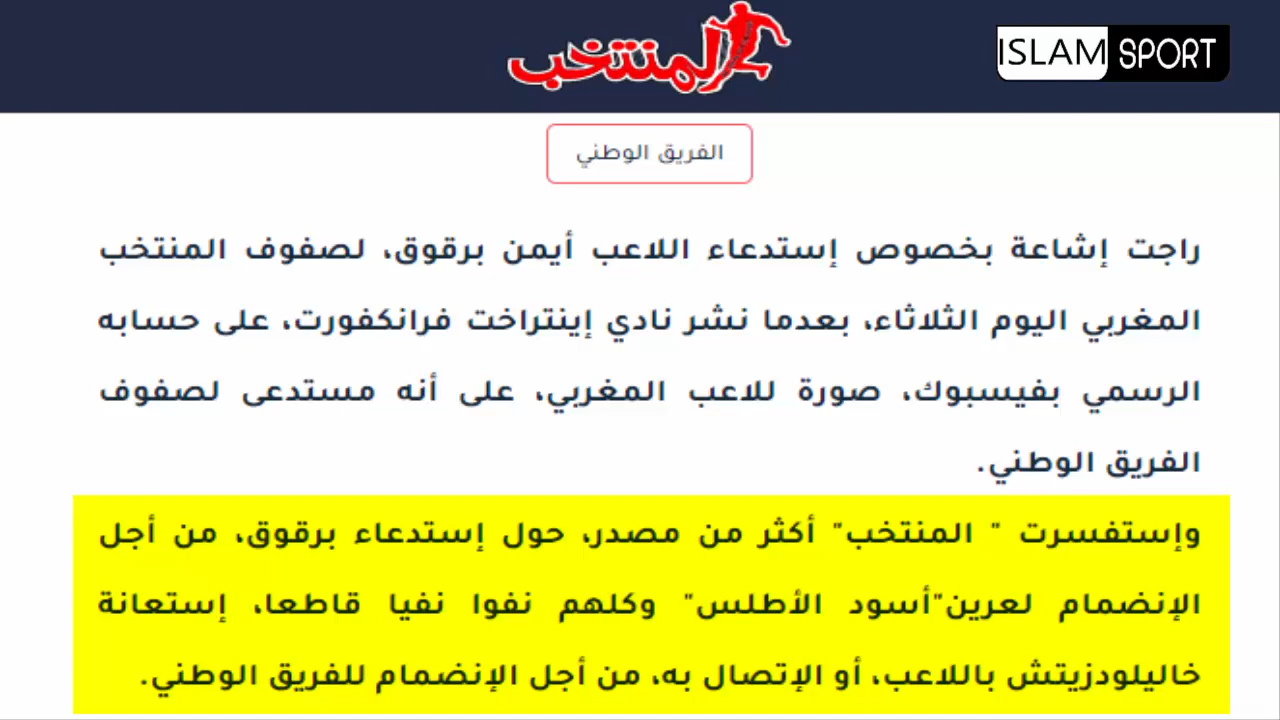 المنتخب
ISLAM SPORT
الفريق الوطني
راجت إشاعة بخصوص إستدعاء اللاعب أيمن برقوق، لصفوف المنتخب
المغربي اليوم الثلاثاء، بعدما نشر نادي إينتراخت فرانكفورت، على حسابه
الرسمي بفيسبوك، صورة للاعب المغربي، على أنه مستدعى لصفوف
الفريق الوطني.
وإستفسرت " المنتخب" أكثر من مصدر، حول إستدعاء برقوق، من أجل
الإنضمام لعرين"أسود الأطلس" وكلهم نفوا نفيا قاطعا، إستعانة
خاليلودزيتش باللاعب، أو الإتصال به، من أجل الإنضمام للفريق الوطني.